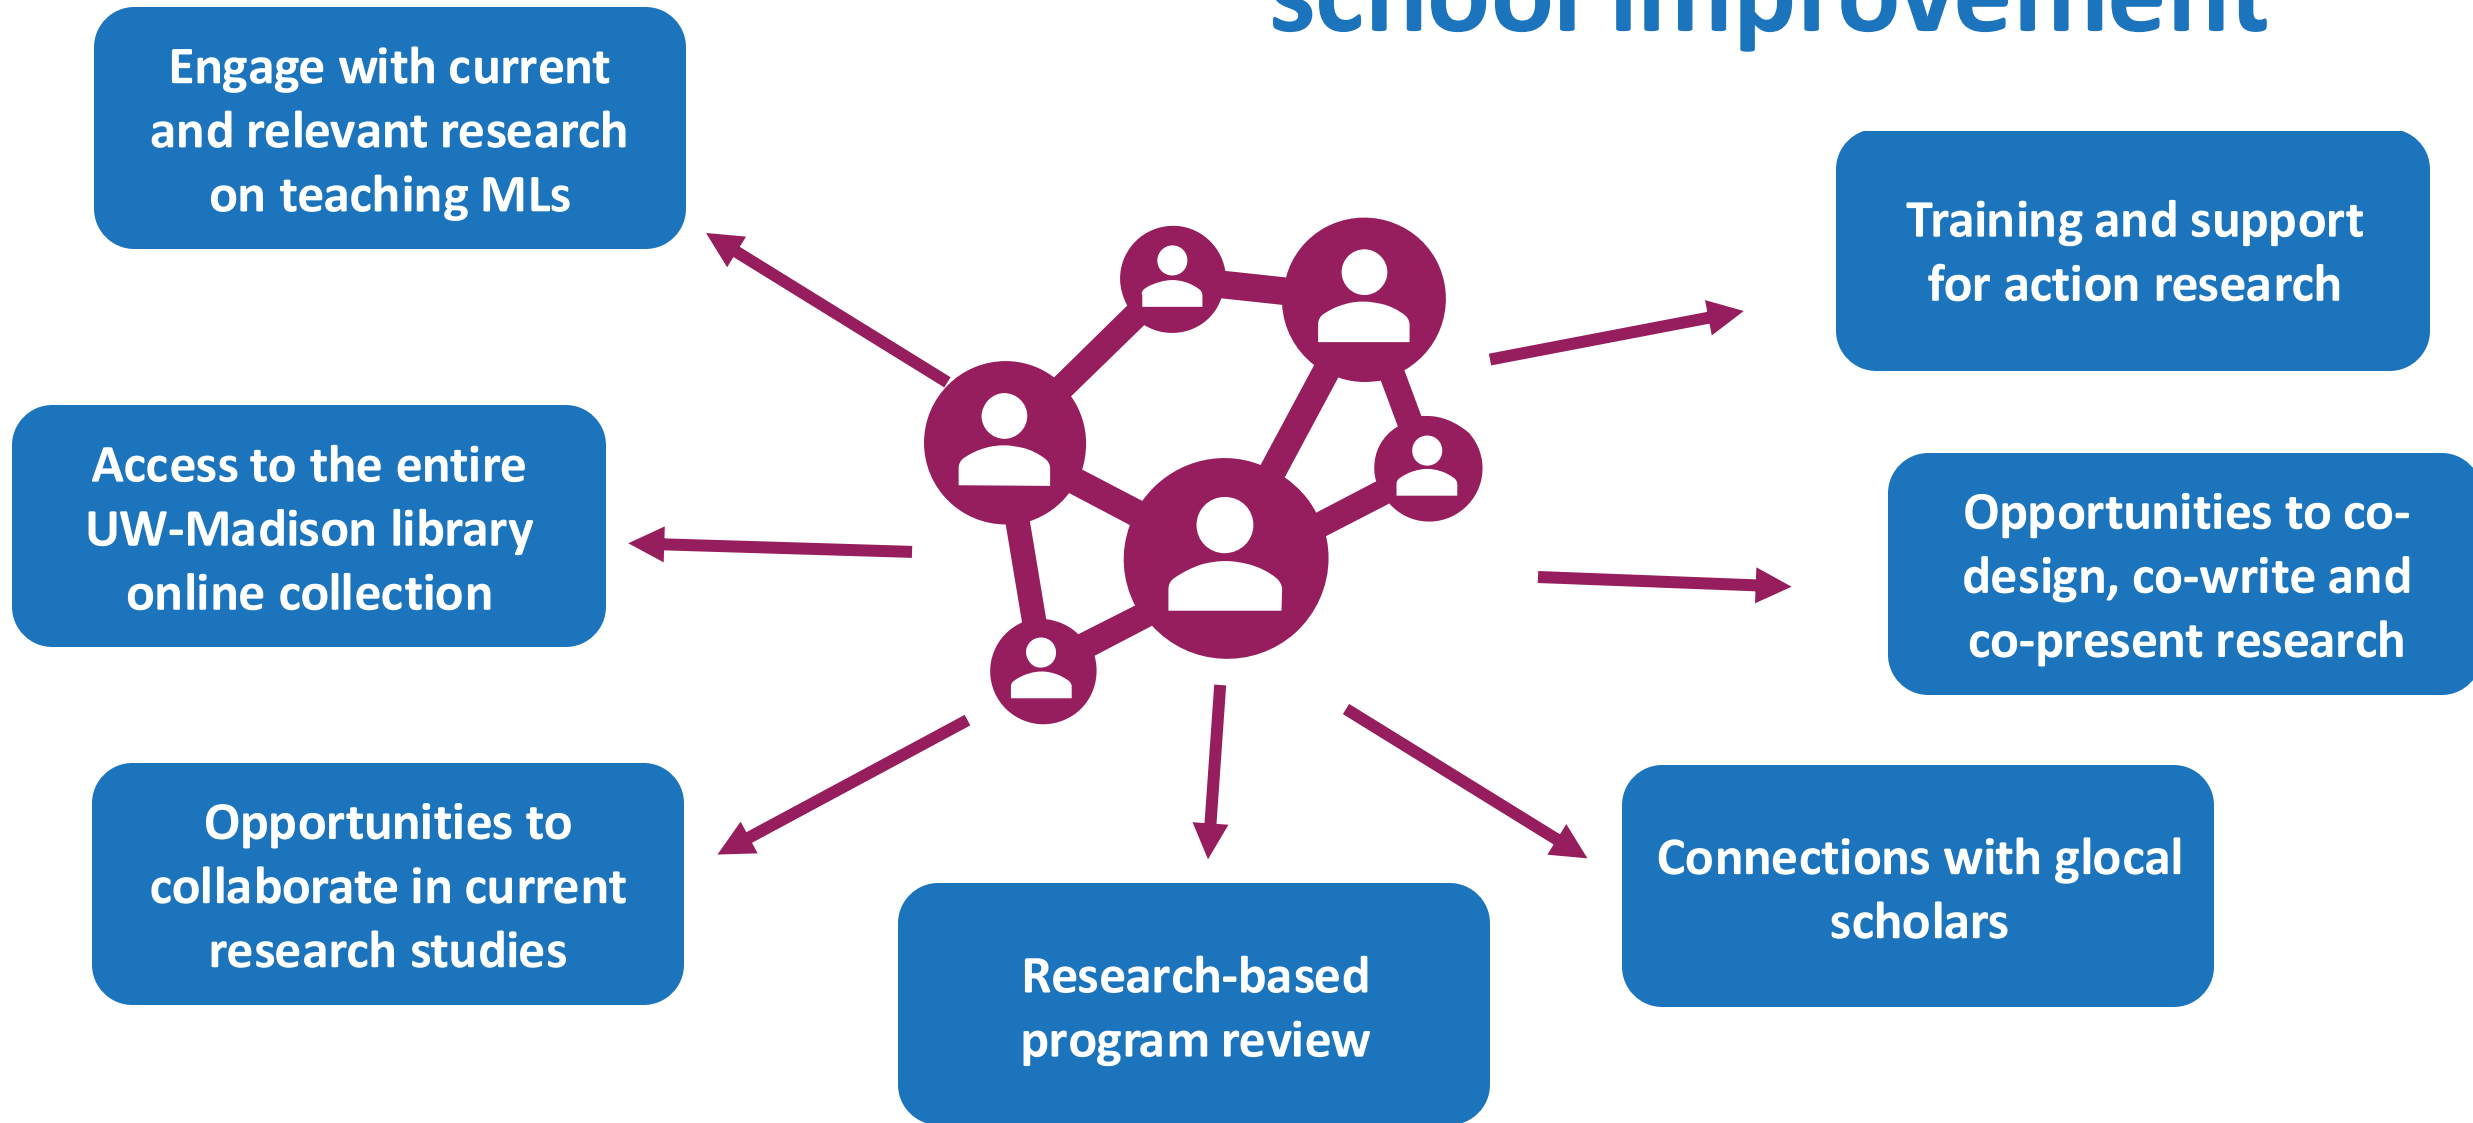 school improvement
Engage with current
and relevant research
on teaching MLs
Training and support
for action research
Access to the entire
UW-Madison library
online collection
Opportunities to co-
design, co-write and
co-present research
Opportunities to
collaborate in current
research studies
Connections with glocal
scholars
Research-based
program review